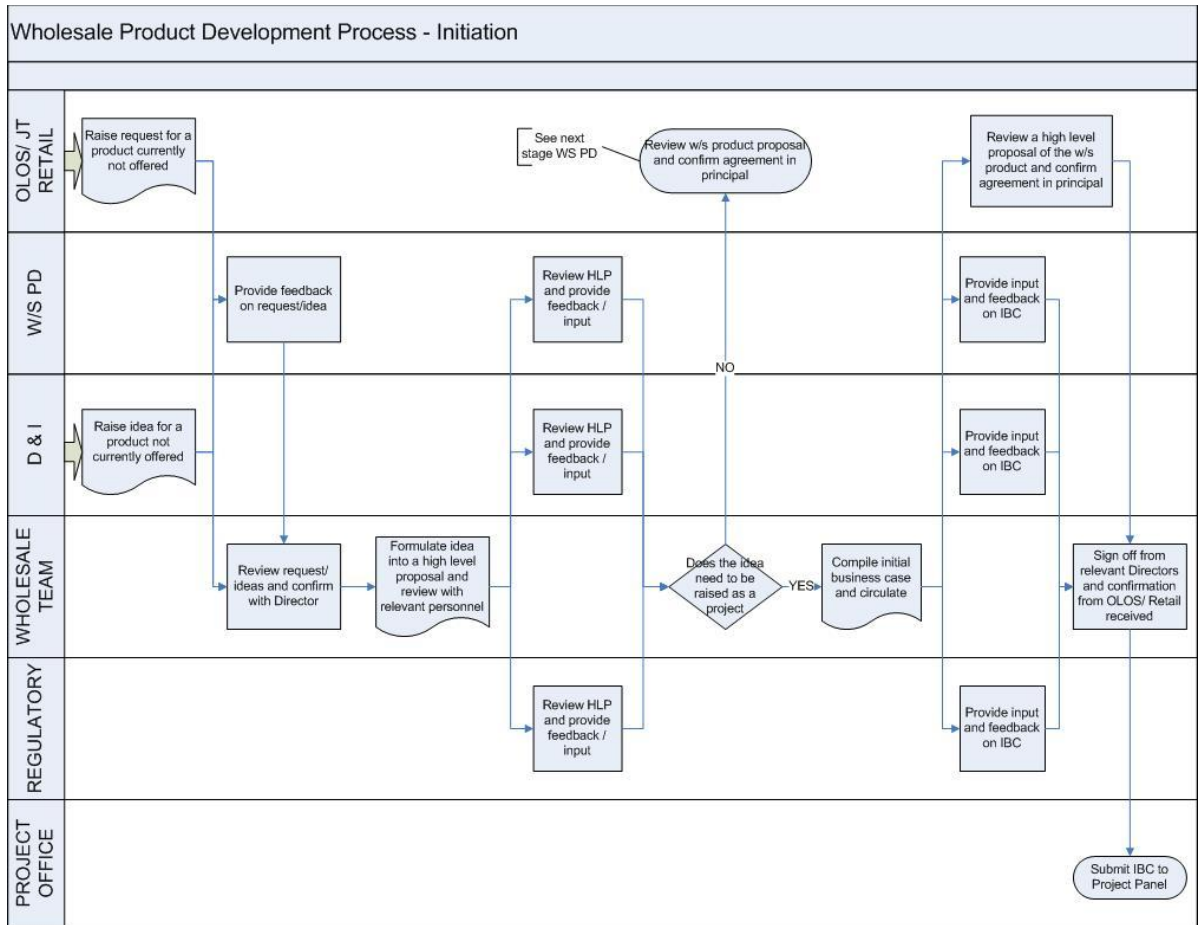 Wholesale Product Development Process - Initiation
OLOS/ JT
RETAIL
Raise request for a
product currently
not offered
See next
stage WS PD
Review w/s product proposal
and confirm agreement in
principal
Review a high level
proposal of the w/s
product and confirm
agreement in principal
W/S PD
Provide feedback
on request/idea
Review HLP
and provide
feedback /
input
Provide input
and feedback
on IBC
NO
D & I
Raise idea for a
product not
currently offered
Review HLP
and provide
feedback /
input
Provide input
and feedback
on IBC
WHOLESALE
TEAM
Review request/
ideas and confirm
with Director
Formulate idea
into a high level
proposal and
review with
relevant personnel
Does the idea
need to be
raised as a
project
YES
Compile initial
business case
and circulate
Sign off from
relevant Directors
and confirmation
from OLOS/ Retail
received
REGULATORY
Review HLP
and provide
feedback /
input
Provide input
and feedback
on IBC
PROJECT
OFFICE
Submit IBC to
Project Panel